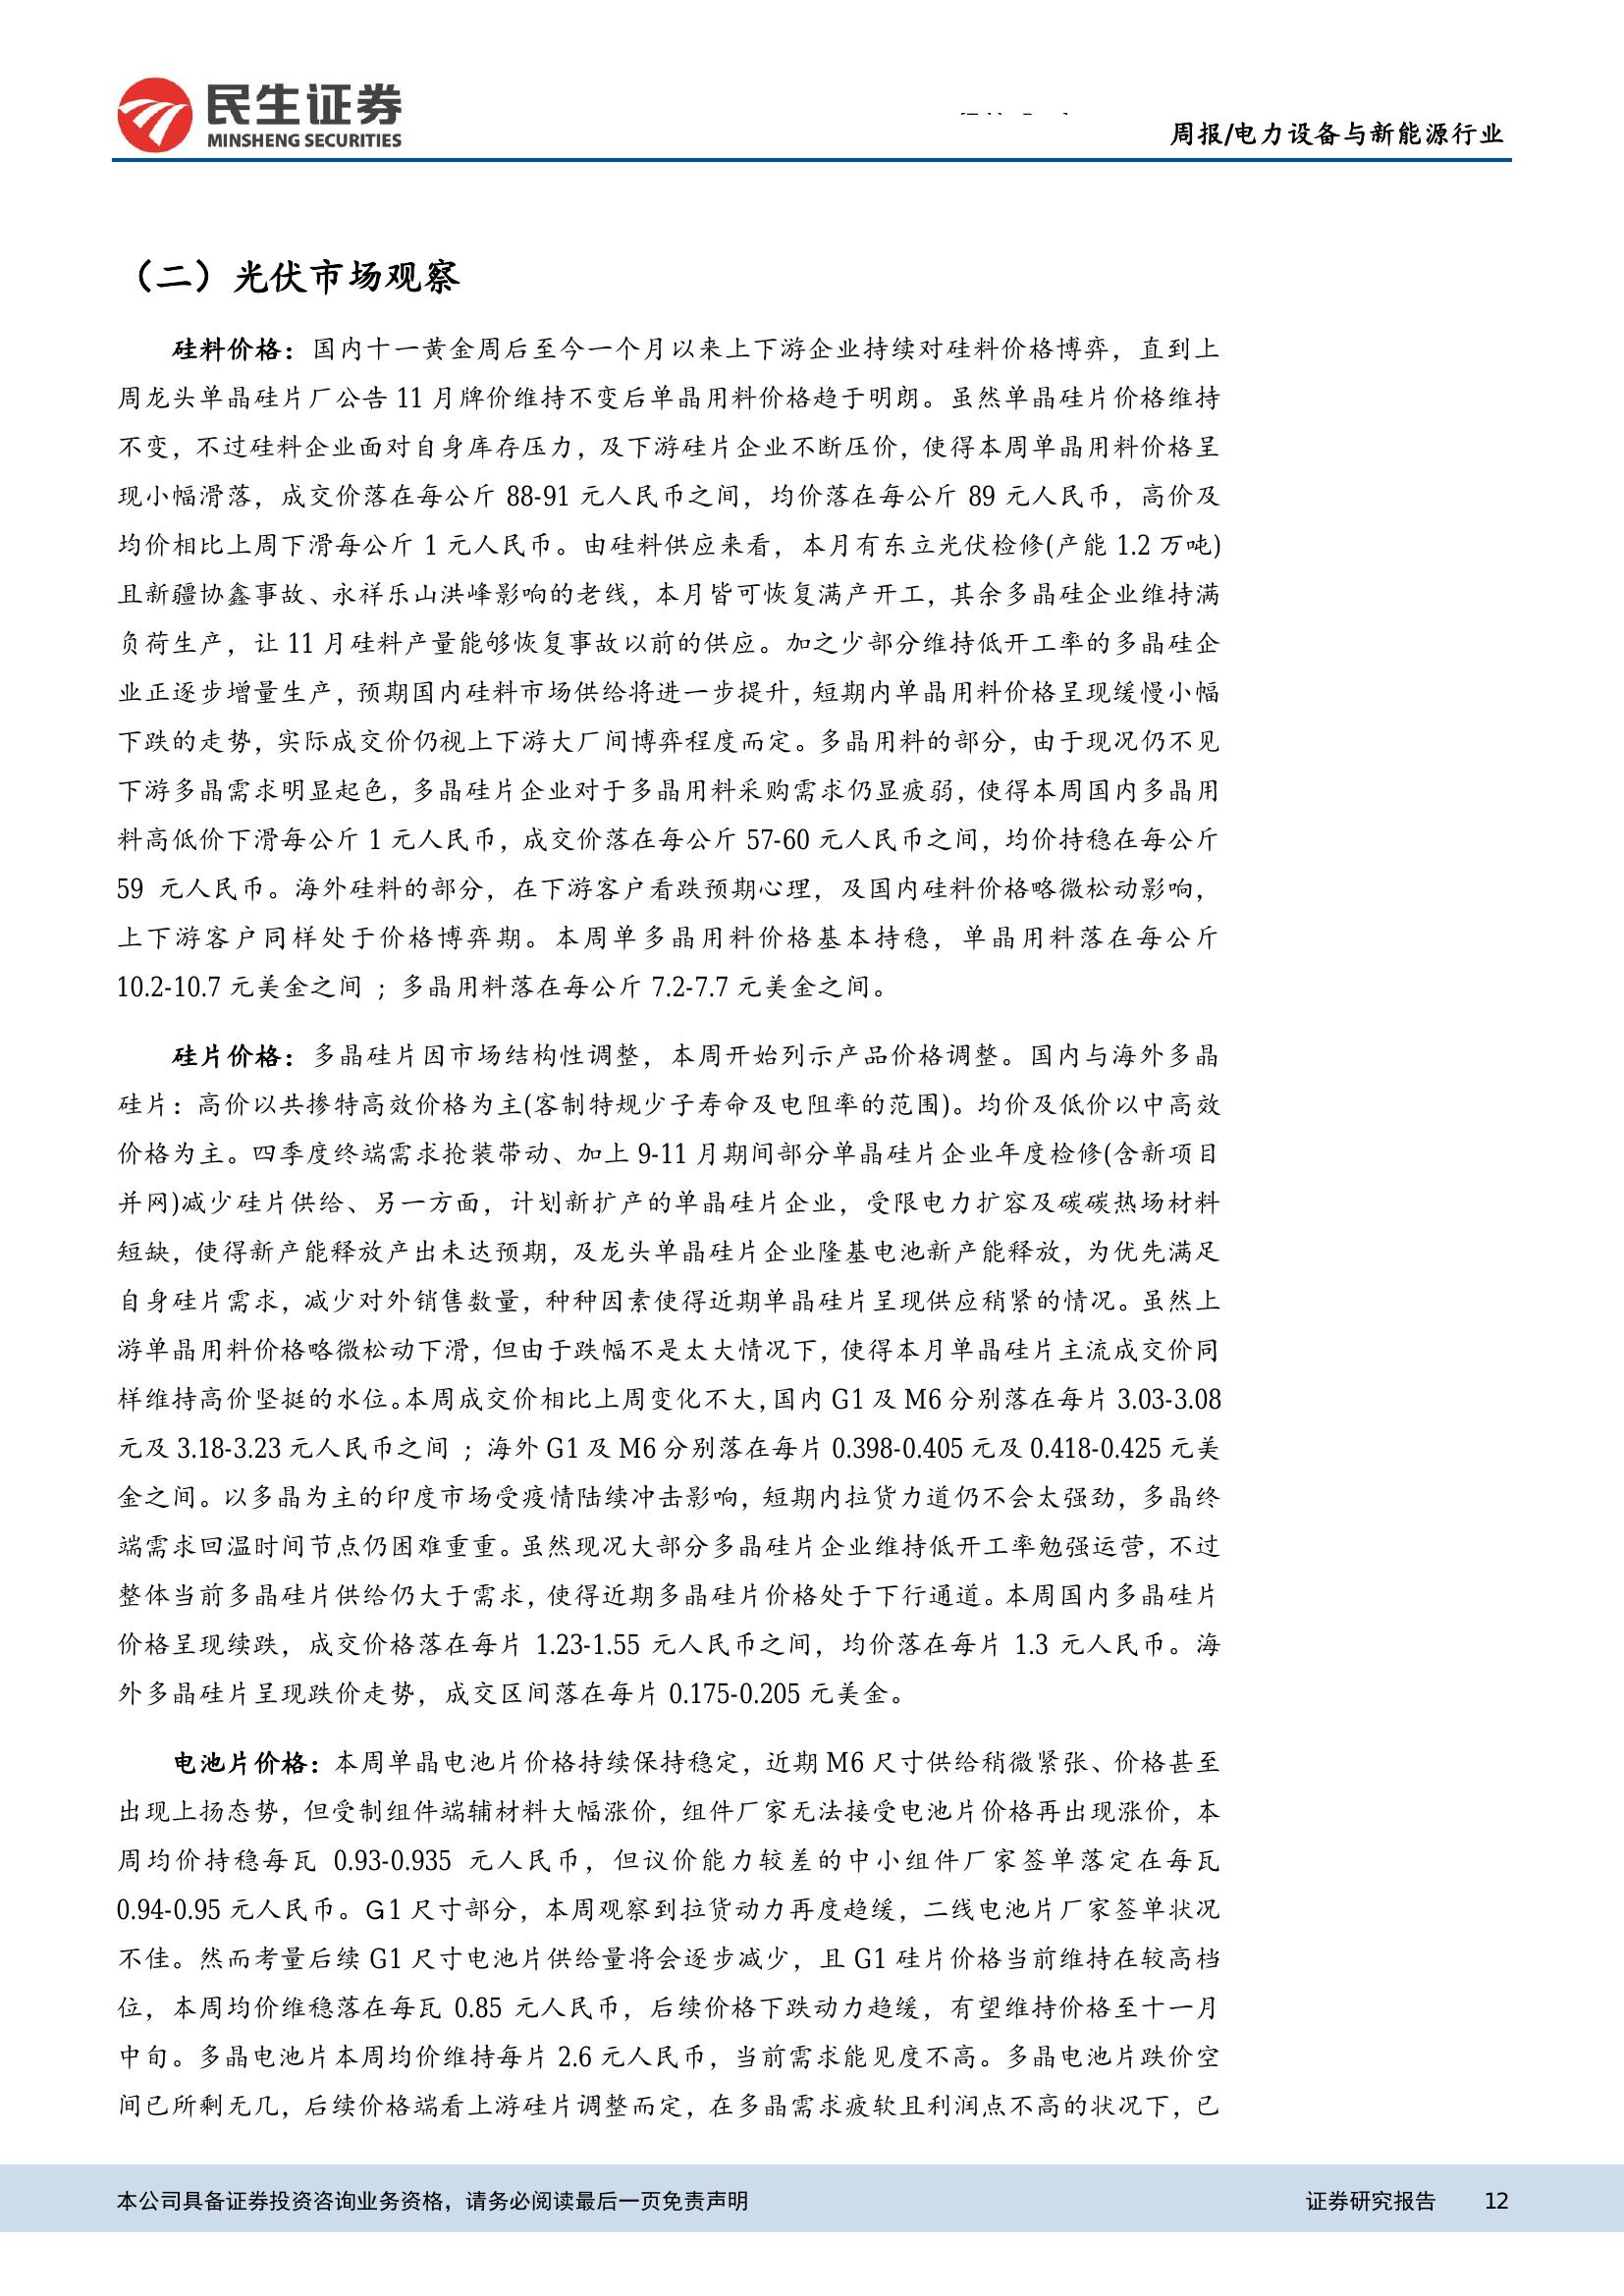 民生证券
MINSHENG SECURITIES
周报/电力设备与新能源行业
（二）光伏市场观察
硅料价格：国内十一黄金周后至今一个月以来上下游企业持续对硅料价格博弈，直到上
周龙头单晶硅片厂公告 11 月牌价维持不变后单晶用料价格趋于明朗。虽然单晶硅片价格维持
不变，不过硅料企业面对自身库存压力，及下游硅片企业不断压价，使得本周单晶用料价格呈
现小幅滑落，成交价落在每公斤 88-91 元人民币之间，均价落在每公斤 89 元人民币，高价及
均价相比上周下滑每公斤 1 元人民币。由硅料供应来看，本月有东立光伏检修(产能 1.2 万吨)
且新疆协鑫事故、永祥乐山洪峰影响的老线，本月皆可恢复满产开工，其余多晶硅企业维持满
负荷生产，让 11 月硅料产量能够恢复事故以前的供应。加之少部分维持低开工率的多晶硅企
业正逐步增量生产，预期国内硅料市场供给将进一步提升，短期内单晶用料价格呈现缓慢小幅
下跌的走势，实际成交价仍视上下游大厂间博弈程度而定。多晶用料的部分，由于现况仍不见
下游多晶需求明显起色，多晶硅片企业对于多晶用料采购需求仍显疲弱，使得本周国内多晶用
料高低价下滑每公斤 1 元人民币，成交价落在每公斤 57-60 元人民币之间，均价持稳在每公斤
59 元人民币。海外硅料的部分，在下游客户看跌预期心理，及国内硅料价格略微松动影响，
上下游客户同样处于价格博弈期。本周单多晶用料价格基本持稳，单晶用料落在每公斤
10.2-10.7 元美金之间 ；多晶用料落在每公斤 7.2-7.7 元美金之间。
硅片价格：多晶硅片因市场结构性调整，本周开始列示产品价格调整。国内与海外多晶
硅片：高价以共掺特高效价格为主(客制特规少子寿命及电阻率的范围)。均价及低价以中高效
价格为主。四季度终端需求抢装带动、加上 9-11 月期间部分单晶硅片企业年度检修(含新项目
并网)减少硅片供给、另一方面，计划新扩产的单晶硅片企业，受限电力扩容及碳碳热场材料
短缺，使得新产能释放产出未达预期，及龙头单晶硅片企业隆基电池新产能释放，为优先满足
自身硅片需求，减少对外销售数量，种种因素使得近期单晶硅片呈现供应稍紧的情况。虽然上
游单晶用料价格略微松动下滑，但由于跌幅不是太大情况下，使得本月单晶硅片主流成交价同
样维持高价坚挺的水位。本周成交价相比上周变化不大，国内 G1 及 M6 分别落在每片 3.03-3.08
元及 3.18-3.23 元人民币之间 ；海外 G1 及 M6 分别落在每片 0.398-0.405 元及 0.418-0.425 元美
金之间。以多晶为主的印度市场受疫情陆续冲击影响，短期内拉货力道仍不会太强劲，多晶终
端需求回温时间节点仍困难重重。虽然现况大部分多晶硅片企业维持低开工率勉强运营，不过
整体当前多晶硅片供给仍大于需求，使得近期多晶硅片价格处于下行通道。本周国内多晶硅片
价格呈现续跌，成交价格落在每片 1.23-1.55 元人民币之间，均价落在每片 1.3 元人民币。海
外多晶硅片呈现跌价走势，成交区间落在每片 0.175-0.205 元美金。
电池片价格：本周单晶电池片价格持续保持稳定，近期 M6 尺寸供给稍微紧张、价格甚至
出现上扬态势，但受制组件端辅材料大幅涨价，组件厂家无法接受电池片价格再出现涨价，本
周均价持稳每瓦 0.93-0.935 元人民币，但议价能力较差的中小组件厂家签单落定在每瓦
0.94-0.95 元人民币。G1 尺寸部分，本周观察到拉货动力再度趋缓，二线电池片厂家签单状况
不佳。然而考量后续 G1 尺寸电池片供给量将会逐步减少，且 G1 硅片价格当前维持在较高档
位，本周均价维稳落在每瓦 0.85 元人民币，后续价格下跌动力趋缓，有望维持价格至十一月
中旬。多晶电池片本周均价维持每片 2.6 元人民币，当前需求能见度不高。多晶电池片跌价空
间已所剩无几，后续价格端看上游硅片调整而定，在多晶需求疲软且利润点不高的状况下，已
本公司具备证券投资咨询业务资格，请务必阅读最后一页免责声明
证券研究报告 12